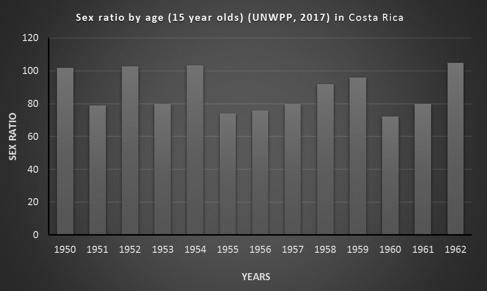 Sex ratio by age (15 year olds) (UNWPP, 2017) in Costa Rica
120
100
80
60
40
20
0
SEX RATIO
1950 1951 1952 1953 1954 1955 1956 1957 1958 1959 1960 1961 1962
YEARS